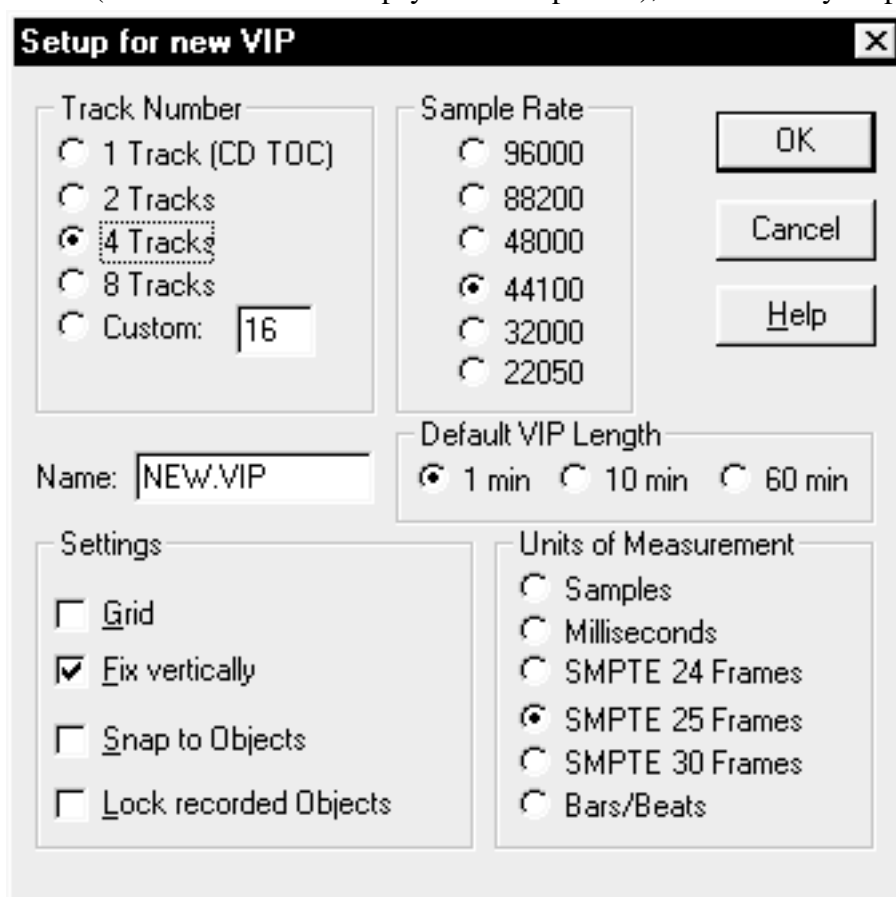 Setup for new VIP
Track Number
1 Track (CD TOC)
2 Tracks
4 Tracks
8 Tracks
Custom: 16
Sample Rate
96000
88200
48000
44100
32000
22050
OK
Cancel
Help
Name: NEW.VIP
Default VIP Length
1 min 10 min 60 min
Settings
Grid
Fix vertically
Snap to Objects
Lock recorded Objects
Units of Measurement
Samples
Milliseconds
SMPTE 24 Frames
SMPTE 25 Frames
SMPTE 30 Frames
Bars/Beats